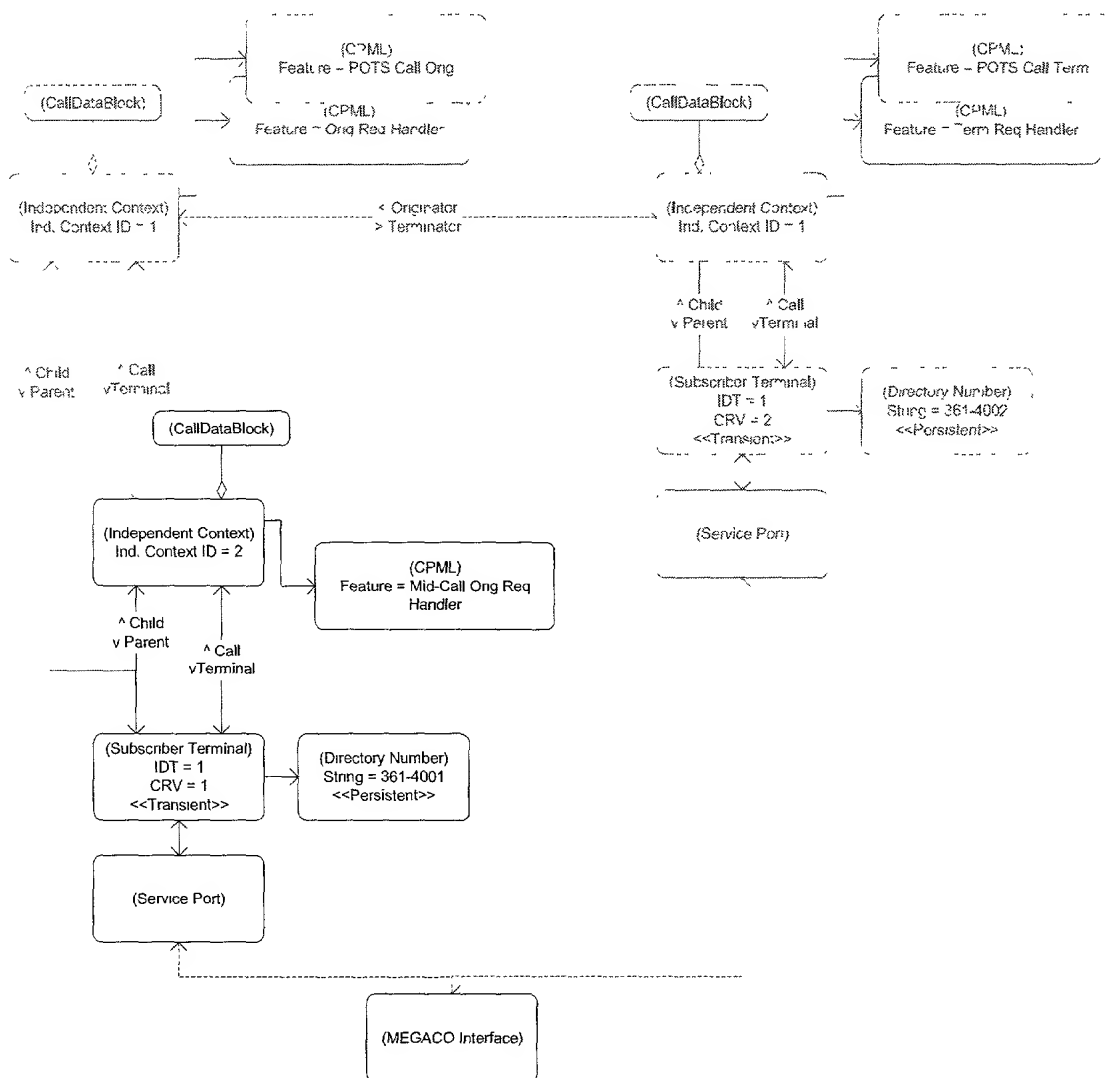 (CPML)
Feature – POTS Call Orig
(CallDataBlock)
(CPML)
Feature = Orig Req Handler
(CPML)
Feature – POTS Call Term
(CallDataBlock)
(CPML)
Feature = Term Req Handler
(Independent Context)
Ind. Context ID = 1
< Originator
> Terminator
(Independent Context)
Ind. Context ID = 1
^ Child
v Parent
^ Call
vTerminal
^ Child
v Parent
^ Call
vTerminal
(Subscriber Terminal)
IDT = 1
CRV = 2
<<Transient>>
(Directory Number)
String = 361-4002
<<Persistent>>
(CallDataBlock)
(Independent Context)
Ind. Context ID = 2
(Service Port)
(CPML)
Feature = Mid-Call Orig Req
Handler
^ Child
v Parent
^ Call
vTerminal
(Subscriber Terminal)
IDT = 1
CRV = 1
<<Transient>>
(Directory Number)
String = 361-4001
<<Persistent>>
(Service Port)
(MEGACO Interface)